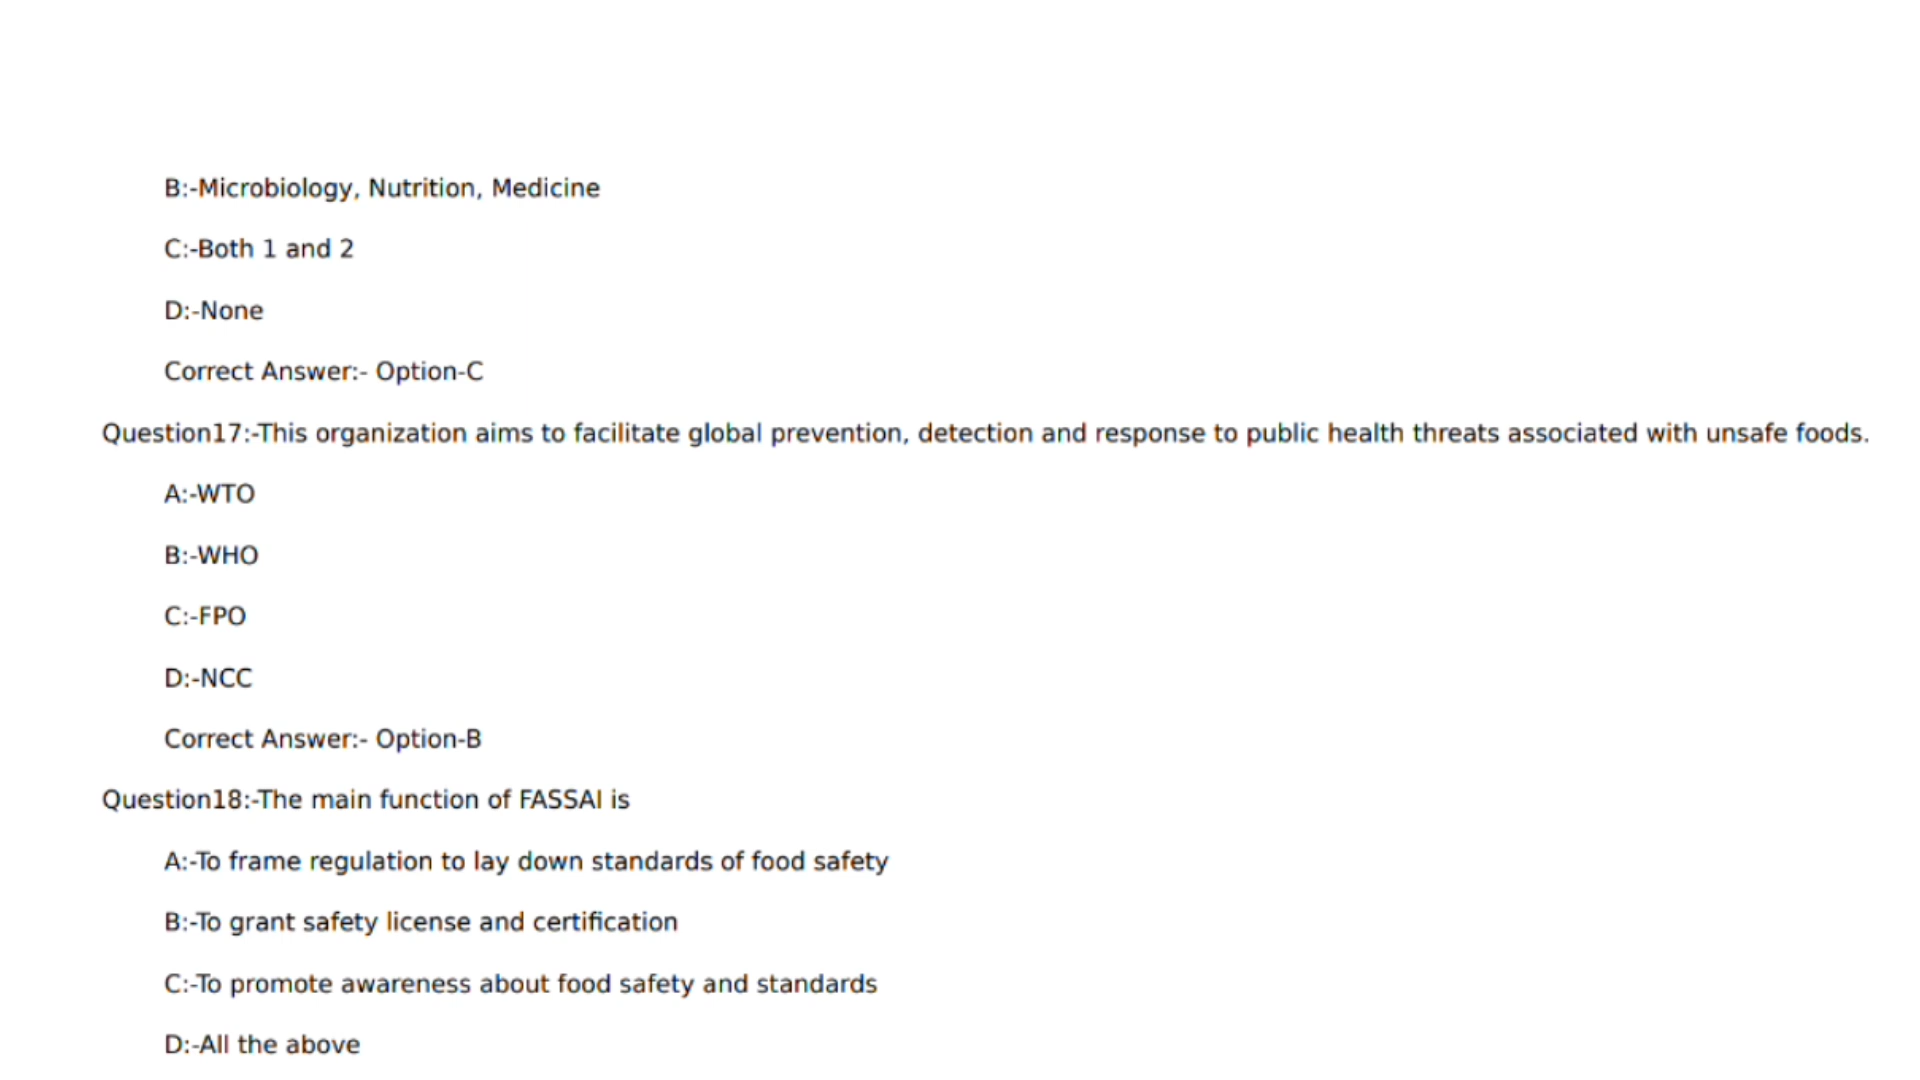 B:-Microbiology, Nutrition, Medicine
C:-Both 1 and 2
D:-None
Correct Answer:- Option-C
Question17:-This organization aims to facilitate global prevention, detection and response to public health threats associated with unsafe foods.
A:-WTO
B:-WHO
C:-FPO
D:-NCC
Correct Answer:- Option-B
Question18:-The main function of FASSAI is
A:-To frame regulation to lay down standards of food safety
B:-To grant safety license and certification
C:-To promote awareness about food safety and standards
D:-All the above